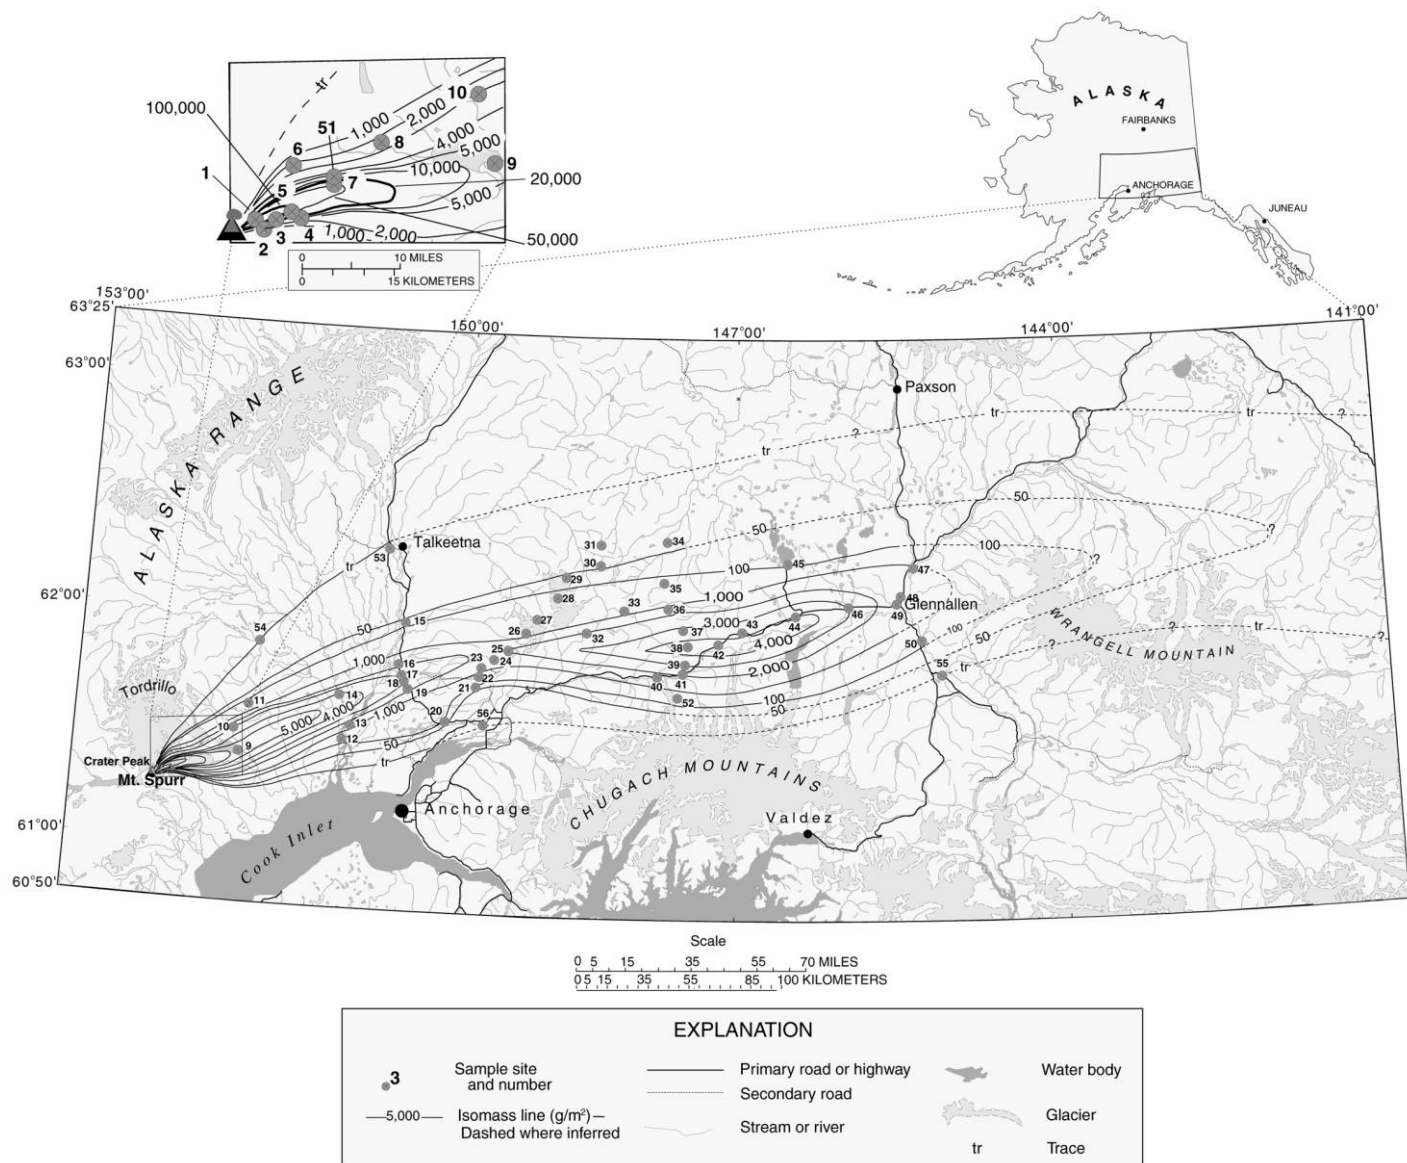 ALASKA
FAIRBANKS
ANCHORAGE
JUNEAU
tr
100,000
1,000
2,000
10
51
4,000
6
8
5,000
1
10,000
9
5
7
20,000
5,000
2
3
4
1,000
2,000
50,000
0 10 MILES
0 15 KILOMETERS
153°00'
63°25'
150°00'
147°00'
144°00'
141°00'
63°00'
ALASKA RANGE
Paxson
tr
?
tr
?
tr
50
?
Talkeetna
53
31
34
50
100
?
30
29
100
45
47
62°00'
28
35
1,000
48
Glennallen
49
tr
33
36
46
54
50
15
27
3,000
44
26
32
37
43
4,000
100
50
50
WRANGELL MOUNTAIN
?
?
1,000
16
25
38
42
17
23
24
39
2,000
55
tr
18
22
40
41
Tordrillo
14
19
21
52
100
11
5,000
4,000
1,000
50
10
13
20
56
12
50
9
tr
Crater Peak
Mt. Spurr
CHUGACH MOUNTAINS
Anchorage
Valdez
61°00'
Cook Inlet
60°50'
Scale
0 5 15 35 55 70 MILES
0 5 15 35 55 85 100 KILOMETERS
EXPLANATION
3 Sample site
and number
5,000 Isomass line (g/m²)—
Dashed where inferred
Primary road or highway
Secondary road
Stream or river
Water body
Glacier
tr Trace